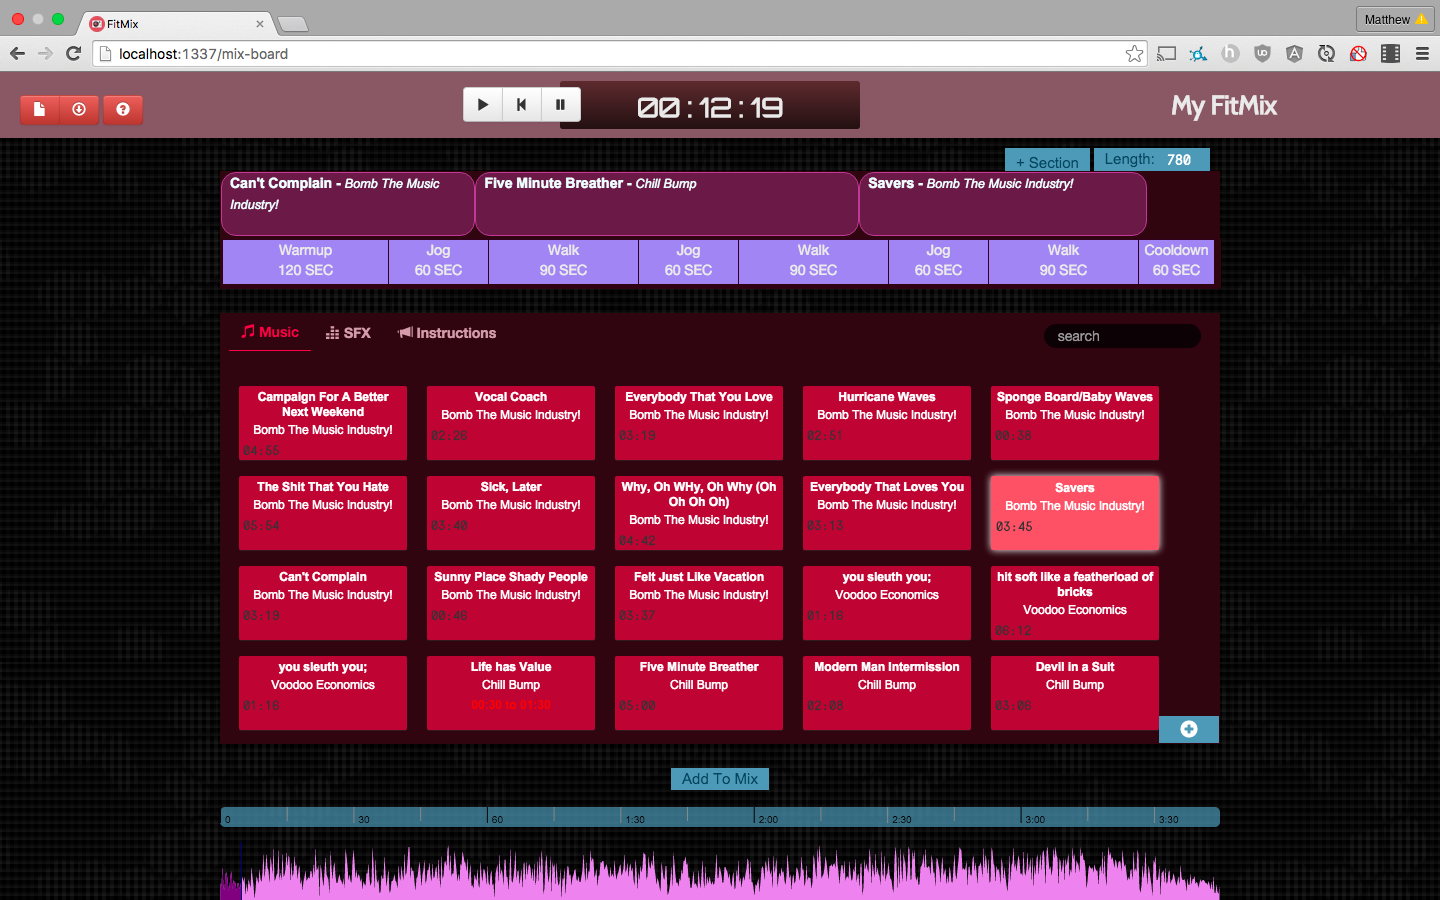 FitMix
Matthew
localhost:1337/mix-board
00:12:19
My FitMix
+ Section
Length: 780
Can't Complain - Bomb The Music
Industry!
Five Minute Breather - Chill Bump
Savers - Bomb The Music Industry!
Warmup
120 SEC
Jog
60 SEC
Walk
90 SEC
Jog
60 SEC
Walk
90 SEC
Jog
60 SEC
Walk
90 SEC
Cooldown
60 SEC
Music
SFX
Instructions
search
Campaign For A Better
Next Weekend
Bomb The Music Industry!
04:55
Vocal Coach
Bomb The Music Industry!
02:26
Everybody That You Love
Bomb The Music Industry!
03:19
Hurricane Waves
Bomb The Music Industry!
02:51
Sponge Board/Baby Waves
Bomb The Music Industry!
00:38
The Shit That You Hate
Bomb The Music Industry!
05:54
Sick, Later
Bomb The Music Industry!
03:40
Why, Oh WHy, Oh Why (Oh
Oh Oh Oh)
Bomb The Music Industry!
04:42
Everybody That Loves You
Bomb The Music Industry!
03:13
Savers
Bomb The Music Industry!
03:45
Can't Complain
Bomb The Music Industry!
03:19
Sunny Place Shady People
Bomb The Music Industry!
00:46
Felt Just Like Vacation
Bomb The Music Industry!
03:37
you sleuth you;
Voodoo Economics
01:16
hit soft like a featherload of
bricks
Voodoo Economics
06:12
you sleuth you;
Voodoo Economics
01:16
Life has Value
Chill Bump
00:30 to 01:30
Five Minute Breather
Chill Bump
05:00
Modern Man Intermission
Chill Bump
02:08
Devil in a Suit
Chill Bump
03:06
Add To Mix
0 30 60 1:30 2:00 2:30 3:00 3:30